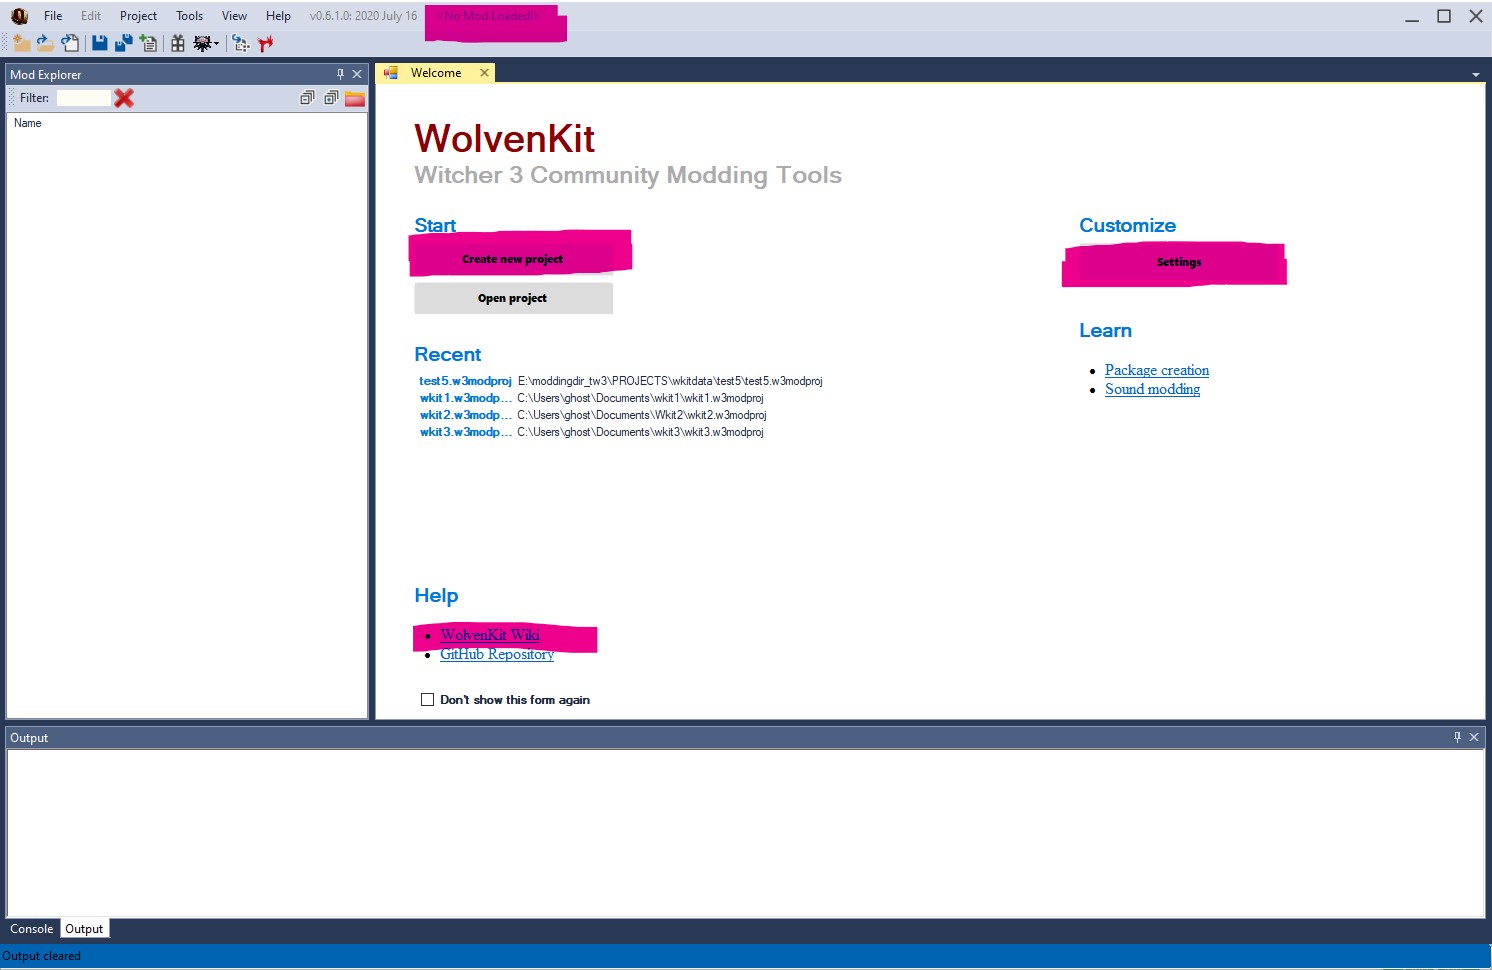 File Edit Project Tools View Help v0.6.1.0: 2020 July 16 <No Mod Loaded!>
Mod Explorer
Filter:
Name
Welcome
WolvenKit
Witcher 3 Community Modding Tools
Start
Create new project
Open project
Recent
test5.w3modproj E:\moddingdir_tw3\PROJECTS\wkitdata\test5\test5.w3modproj
wkit1.w3modp... C:\Users\ghost\Documents\wkit1\wkit1.w3modproj
wkit2.w3modp... C:\Users\ghost\Documents\Wkit2\wkit2.w3modproj
wkit3.w3modp... C:\Users\ghost\Documents\wkit3\wkit3.w3modproj
Customize
Settings
Learn
Package creation
Sound modding
Help
WolvenKit Wiki
GitHub Repository
Don't show this form again
Output
Console Output
Output cleared